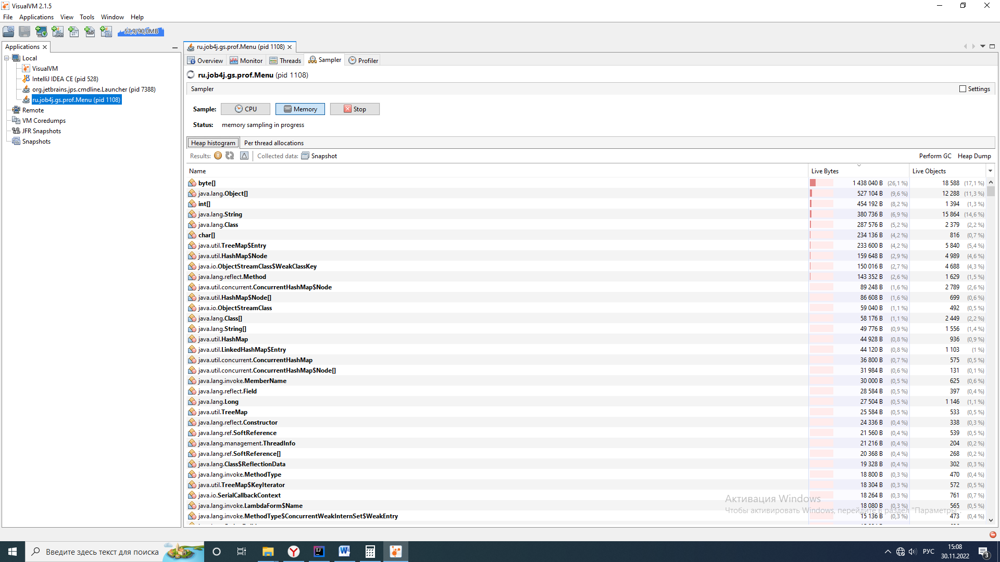 VisualVM 2.1.5
File Applications View Tools Window Help
57,9/90,0MB
Applications
Local
VisualVM
IntelliJ IDEA CE (pid 528)
org.jetbrains.jps.cmdline.Launcher (pid 7388)
ru.job4j.gs.prof.Menu (pid 1108)
Remote
VM Coredumps
JFR Snapshots
Snapshots
ru.job4j.gs.prof.Menu (pid 1108)
Overview Monitor Threads Sampler Profiler
ru.job4j.gs.prof.Menu (pid 1108)
Sampler Settings
Sample: CPU Memory Stop
Status: memory sampling in progress
Heap histogram Per thread allocations
Results: Collected data: Snapshot Perform GC Heap Dump
Name Live Bytes Live Objects
byte[] 1 438 040 B (26,1 %) 18 588 (17,1 %)
java.lang.Object[] 527 104 B (9,6 %) 12 288 (11,3 %)
int[] 454 192 B (8,2 %) 1 394 (1,3 %)
java.lang.String 380 736 B (6,9 %) 15 864 (14,6 %)
java.lang.Class 287 576 B (5,2 %) 2 379 (2,2 %)
char[] 234 136 B (4,2 %) 816 (0,7 %)
java.util.TreeMap$Entry 233 600 B (4,2 %) 5 840 (5,4 %)
java.util.HashMap$Node 159 648 B (2,9 %) 4 989 (4,6 %)
java.io.ObjectStreamClass$WeakClassKey 150 016 B (2,7 %) 4 688 (4,3 %)
java.lang.reflect.Method 143 352 B (2,6 %) 1 629 (1,5 %)
java.util.concurrent.ConcurrentHashMap$Node 89 248 B (1,6 %) 2 789 (2,6 %)
java.util.HashMap$Node[] 86 608 B (1,6 %) 699 (0,6 %)
java.io.ObjectStreamClass 59 040 B (1,1 %) 492 (0,5 %)
java.lang.Class[] 58 176 B (1,1 %) 2 449 (2,2 %)
java.lang.String[] 49 776 B (0,9 %) 1 556 (1,4 %)
java.util.HashMap 44 928 B (0,8 %) 936 (0,9 %)
java.util.LinkedHashMap$Entry 44 120 B (0,8 %) 1 103 (1 %)
java.util.concurrent.ConcurrentHashMap 36 800 B (0,7 %) 575 (0,5 %)
java.util.concurrent.ConcurrentHashMap$Node[] 31 984 B (0,6 %) 131 (0,1 %)
java.lang.invoke.MemberName 30 000 B (0,5 %) 625 (0,6 %)
java.lang.reflect.Field 28 584 B (0,5 %) 397 (0,4 %)
java.lang.Long 27 504 B (0,5 %) 1 146 (1,1 %)
java.util.TreeMap 25 584 B (0,5 %) 533 (0,5 %)
java.lang.reflect.Constructor 24 336 B (0,4 %) 338 (0,3 %)
java.lang.ref.SoftReference 21 560 B (0,4 %) 539 (0,5 %)
java.lang.management.ThreadInfo 21 216 B (0,4 %) 204 (0,2 %)
java.lang.ref.SoftReference[] 20 368 B (0,4 %) 268 (0,2 %)
java.lang.Class$ReflectionData 19 328 B (0,4 %) 302 (0,3 %)
java.lang.invoke.MethodType 18 800 B (0,3 %) 470 (0,4 %)
java.util.TreeMap$KeyIterator 18 304 B (0,3 %) 572 (0,5 %)
java.io.SerialCallbackContext 18 264 B (0,3 %) 761 (0,7 %)
java.lang.invoke.LambdaForm$Name 18 080 B (0,3 %) 565 (0,5 %)
java.lang.invoke.MethodType$ConcurrentWeakInternSet$WeakEntry 15 136 B (0,3 %) 473 (0,4 %)
Активация Windows
Чтобы активировать Windows, перейдите в раздел "Параметры".
Введите здесь текст для поиска
РУС
15:08
30.11.2022
3